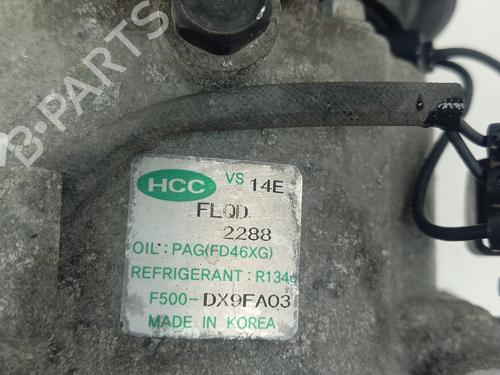 B-PARTS
HCC VS 14E
FLQD
2288
OIL : PAG(FD46XG)
REFRIGERANT : R134a
F500-DX9FA03
MADE IN KOREA